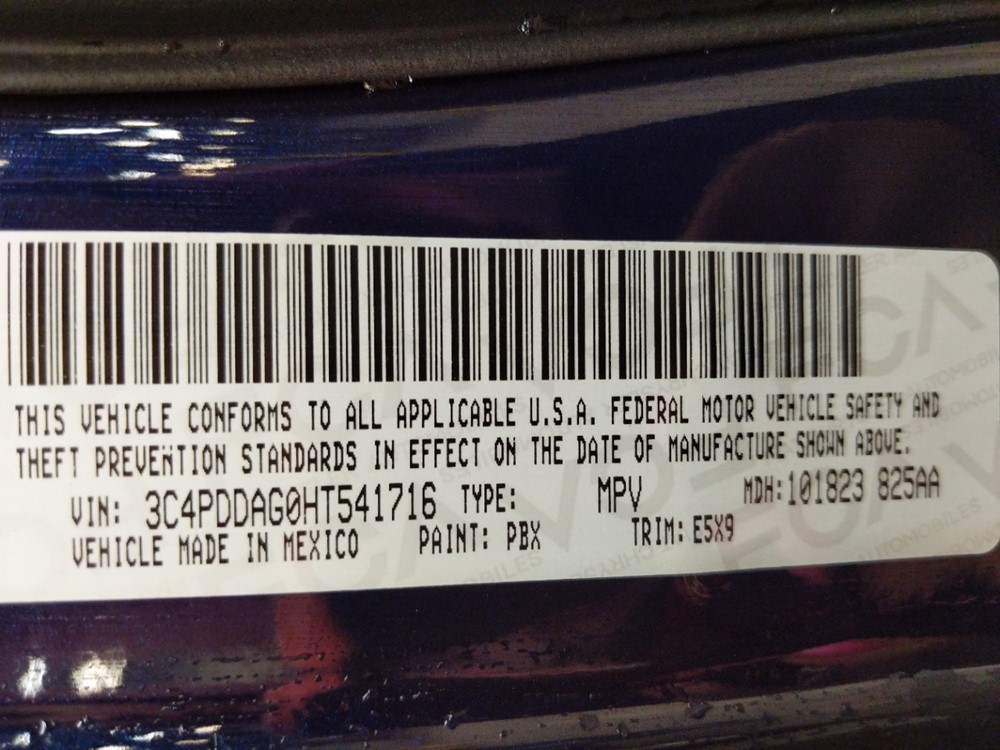 THIS VEHICLE CONFORMS TO ALL APPLICABLE U.S.A. FEDERAL MOTOR VEHICLE SAFETY AND
THEFT PREVENTION STANDARDS IN EFFECT ON THE DATE OF MANUFACTURE SHOWN ABOVE.
VIN: 3C4PDDAG0HT541716 TYPE: MPV MDH:101823 825AA
VEHICLE MADE IN MEXICO PAINT: PBX TRIM: E5X9